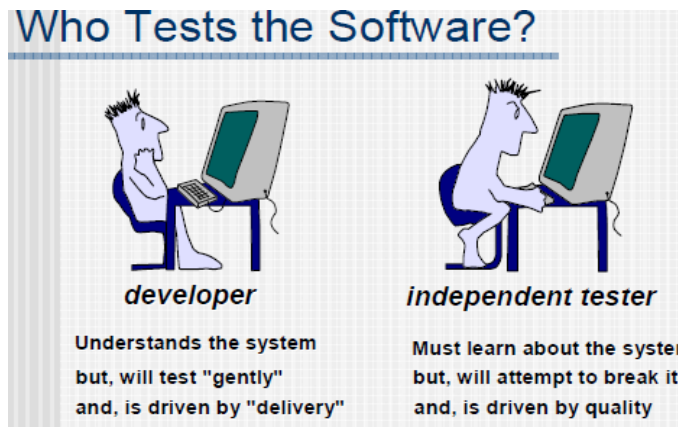 Who Tests the Software?
developer
independent tester
Understands the system
but, will test "gently"
and, is driven by "delivery"
Must learn about the system
but, will attempt to break it
and, is driven by quality